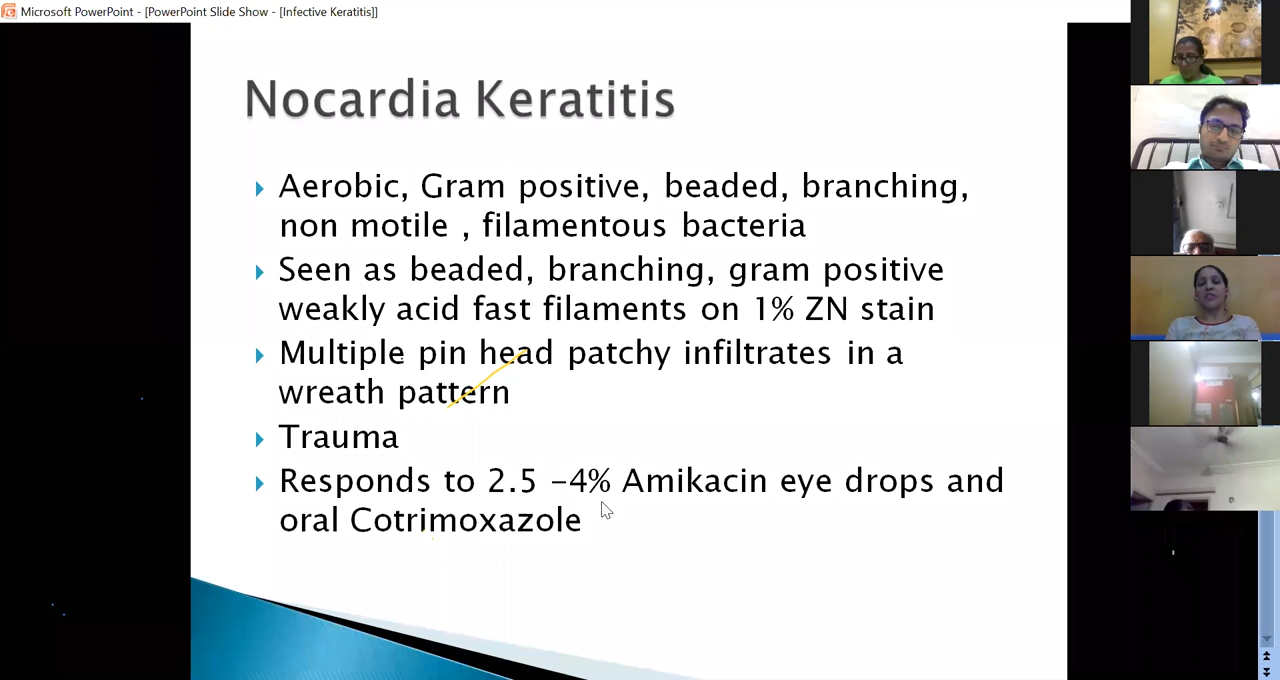 Microsoft PowerPoint - [PowerPoint Slide Show - [Infective Keratitis]]
Nocardia Keratitis
Aerobic, Gram positive, beaded, branching,
non motile , filamentous bacteria
Seen as beaded, branching, gram positive
weakly acid fast filaments on 1% ZN stain
Multiple pin head patchy infiltrates in a
wreath pattern
Trauma
Responds to 2.5 -4% Amikacin eye drops and
oral Cotrimoxazole